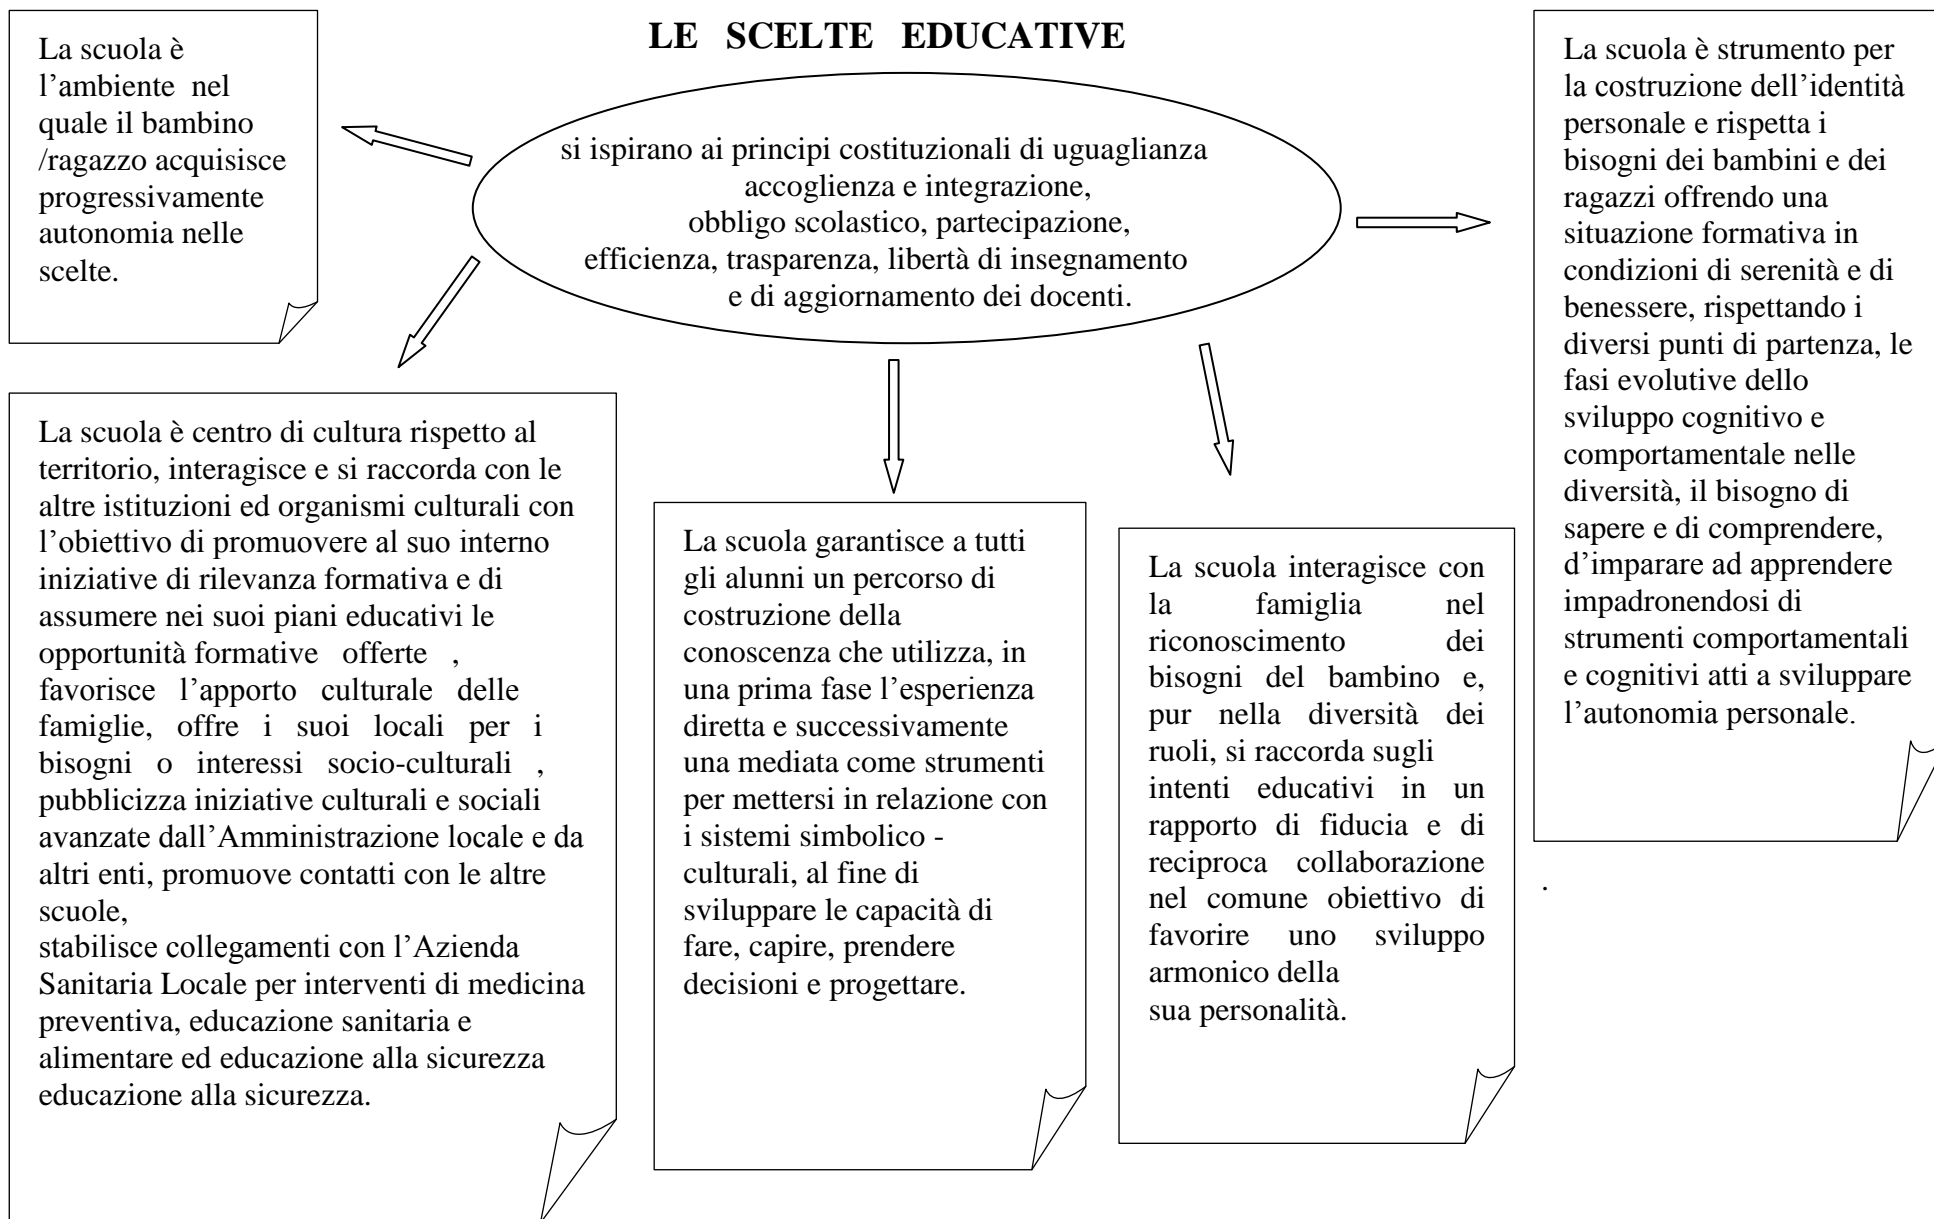 LE SCELTE EDUCATIVE
si ispirano ai principi costituzionali di uguaglianza
accoglienza e integrazione,
obbligo scolastico, partecipazione,
efficienza, trasparenza, libertà di insegnamento
e di aggiornamento dei docenti.
La scuola è
l’ambiente nel
quale il bambino
/ragazzo acquisisce
progressivamente
autonomia nelle
scelte.
La scuola è centro di cultura rispetto al
territorio, interagisce e si raccorda con le
altre istituzioni ed organismi culturali con
l’obiettivo di promuovere al suo interno
iniziative di rilevanza formativa e di
assumere nei suoi piani educativi le
opportunità formative offerte ,
favorisce l’apporto culturale delle
famiglie, offre i suoi locali per i
bisogni o interessi socio-culturali ,
pubblicizza iniziative culturali e sociali
avanzate dall’Amministrazione locale e da
altri enti, promuove contatti con le altre
scuole,
stabilisce collegamenti con l’Azienda
Sanitaria Locale per interventi di medicina
preventiva, educazione sanitaria e
alimentare ed educazione alla sicurezza
educazione alla sicurezza.
La scuola garantisce a tutti
gli alunni un percorso di
costruzione della
conoscenza che utilizza, in
una prima fase l’esperienza
diretta e successivamente
una mediata come strumenti
per mettersi in relazione con
i sistemi simbolico -
culturali, al fine di
sviluppare le capacità di
fare, capire, prendere
decisioni e progettare.
La scuola interagisce con
la famiglia nel
riconoscimento dei
bisogni del bambino e,
pur nella diversità dei
ruoli, si raccorda sugli
intenti educativi in un
rapporto di fiducia e di
reciproca collaborazione
nel comune obiettivo di
favorire uno sviluppo
armonico della
sua personalità.
La scuola è strumento per
la costruzione dell’identità
personale e rispetta i
bisogni dei bambini e dei
ragazzi offrendo una
situazione formativa in
condizioni di serenità e di
benessere, rispettando i
diversi punti di partenza, le
fasi evolutive dello
sviluppo cognitivo e
comportamentale nelle
diversità, il bisogno di
sapere e di comprendere,
d’imparare ad apprendere
impadronendosi di
strumenti comportamentali
e cognitivi atti a sviluppare
l’autonomia personale.
.